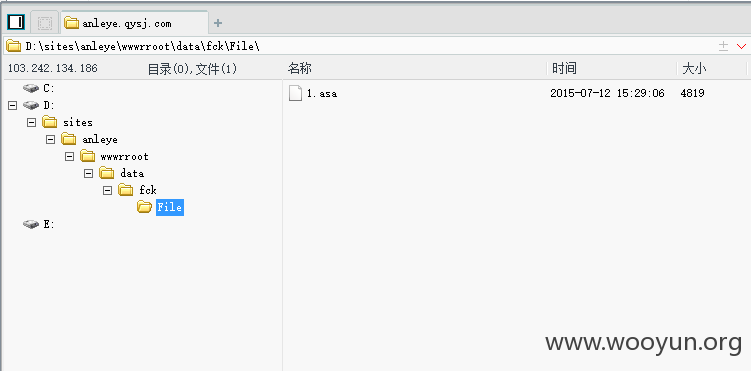 anleye.qysj.com
D:\sites\anleye\wwwrroot\data\fck\File\
103.242.134.186 目录(0),文件(1) 名称 时间 大小
C:
D:
sites
anleye
wwwrroot
data
fck
File
E:
1.asa 2015-07-12 15:29:06 4819
www.wooyun.org